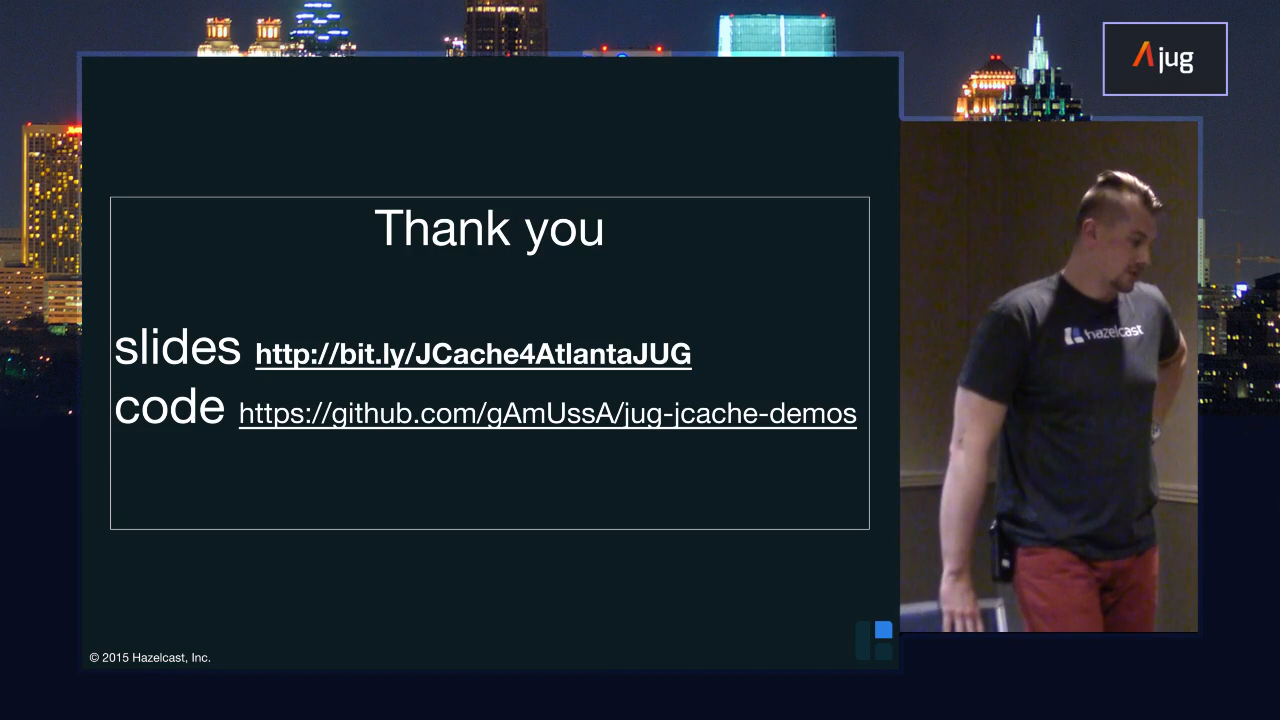 jug
Thank you
slides http://bit.ly/JCache4AtlantaJUG
code https://github.com/gAmUssA/jug-jcache-demos
hazelcast
© 2015 Hazelcast, Inc.